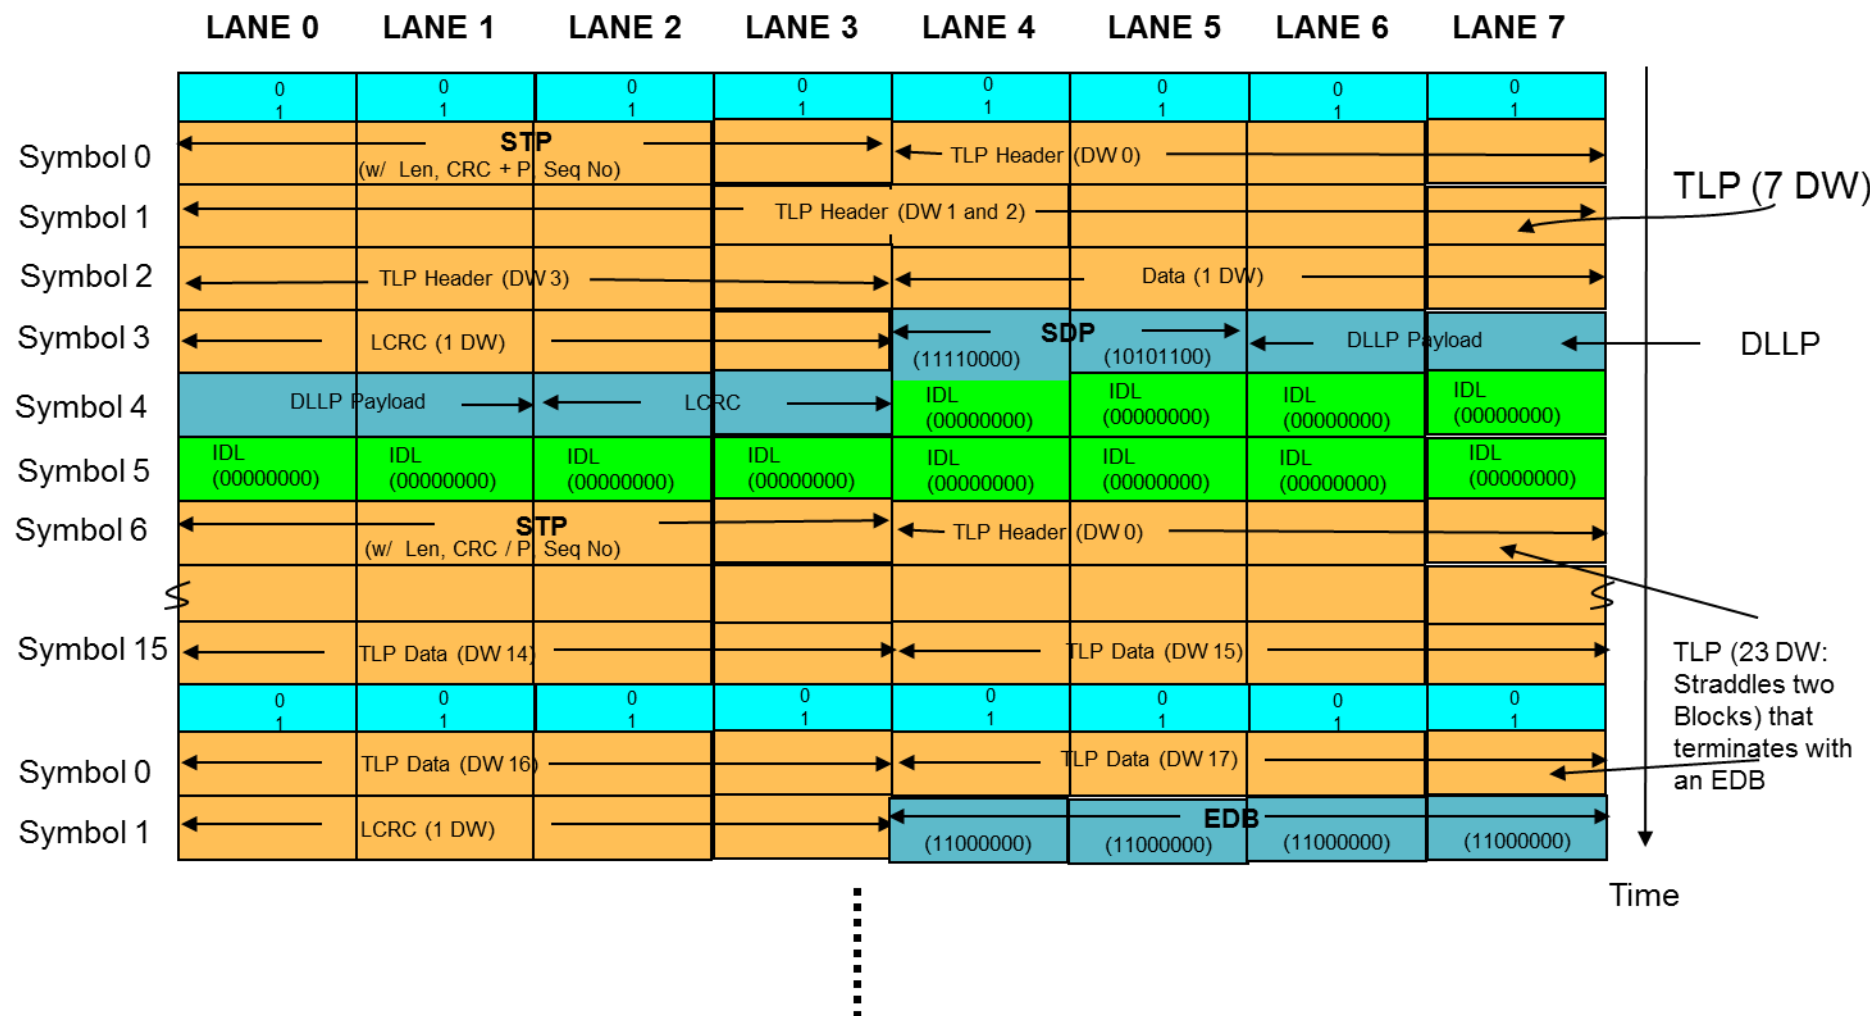 LANE 0 LANE 1 LANE 2 LANE 3 LANE 4 LANE 5 LANE 6 LANE 7
0 0 0 0 0 0 0 0
1 1 1 1 1 1 1 1
Symbol 0 STP TLP Header (DW 0)
(w/ Len, CRC + P, Seq No)
TLP (7 DW)
Symbol 1 TLP Header (DW 1 and 2)
Symbol 2 TLP Header (DW 3) Data (1 DW)
Symbol 3 LCRC (1 DW) SDP DLLP Payload DLLP
(11110000) (10101100)
Symbol 4 DLLP Payload LCRC IDL IDL IDL IDL
(00000000) (00000000) (00000000) (00000000)
Symbol 5 IDL IDL IDL IDL IDL IDL IDL IDL
(00000000) (00000000) (00000000) (00000000) (00000000) (00000000) (00000000) (00000000)
Symbol 6 STP TLP Header (DW 0)
(w/ Len, CRC / P, Seq No)
Symbol 15 TLP Data (DW 14) TLP Data (DW 15)
TLP (23 DW:
Straddles two
Blocks) that
terminates with
an EDB
0 0 0 0 0 0 0 0
1 1 1 1 1 1 1 1
Symbol 0 TLP Data (DW 16) TLP Data (DW 17)
Symbol 1 LCRC (1 DW) EDB
(11000000) (11000000) (11000000) (11000000)
Time